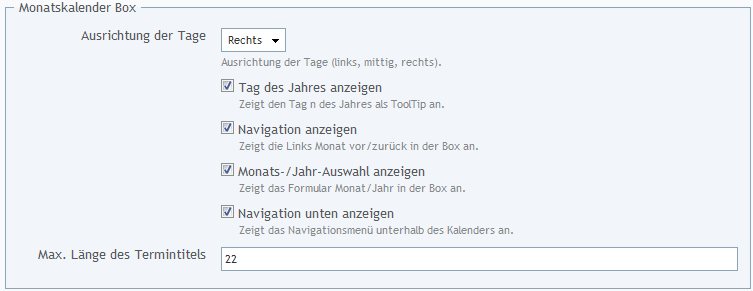 Monatskalender Box
Ausrichtung der Tage Rechts
Ausrichtung der Tage (links, mittig, rechts).
Tag des Jahres anzeigen
Zeigt den Tag n des Jahres als ToolTip an.
Navigation anzeigen
Zeigt die Links Monat vor/zurück in der Box an.
Monats-/Jahr-Auswahl anzeigen
Zeigt das Formular Monat/Jahr in der Box an.
Navigation unten anzeigen
Zeigt das Navigationsmenü unterhalb des Kalenders an.
Max. Länge des Termintitels 22